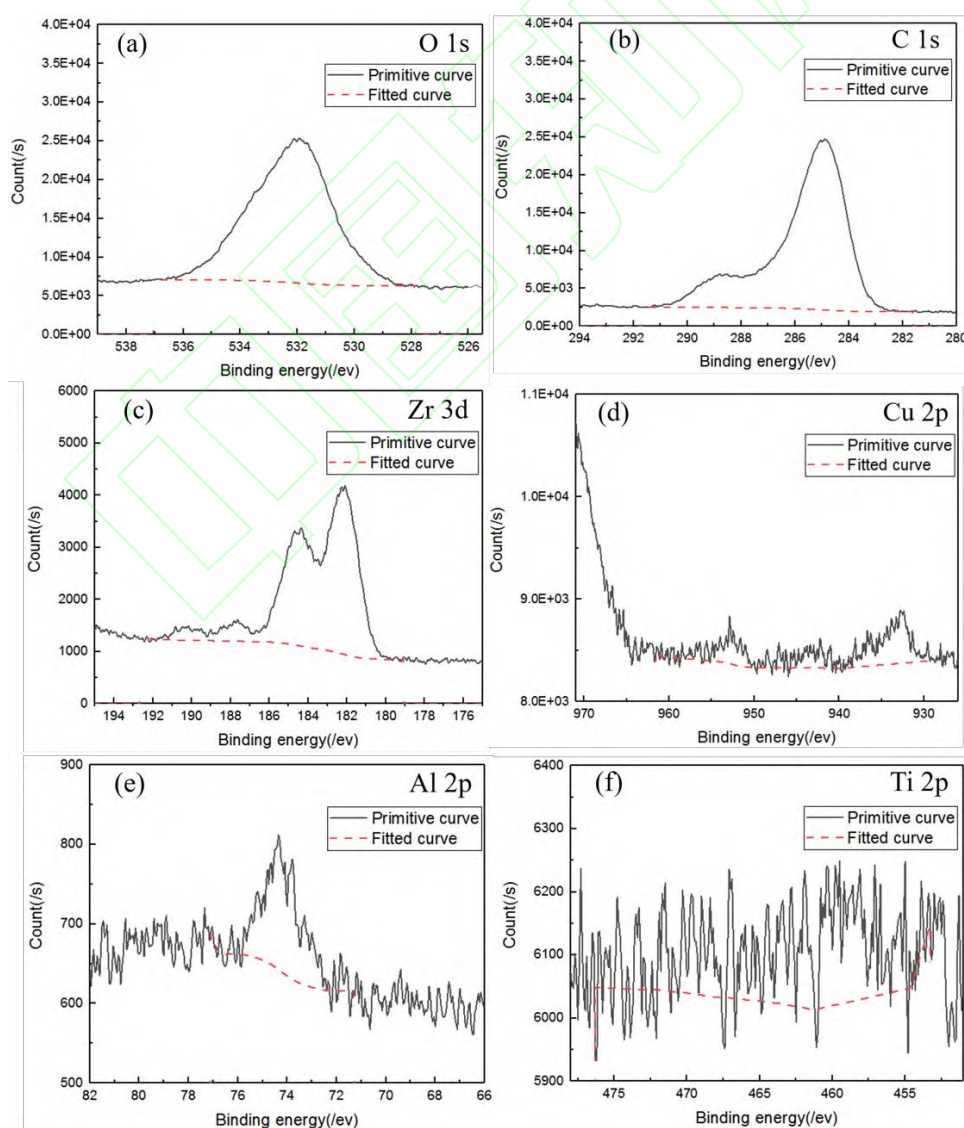 (a) O 1s
Primitive curve
Fitted curve
Count(/s)
4.0E+04
3.5E+04
3.0E+04
2.5E+04
2.0E+04
1.5E+04
1.0E+04
5.0E+03
0.0E+00
538 536 534 532 530 528 526
Binding energy(/ev)
(b) C 1s
Primitive curve
Fitted curve
Count(/s)
4.0E+04
3.5E+04
3.0E+04
2.5E+04
2.0E+04
1.5E+04
1.0E+04
5.0E+03
0.0E+00
294 292 290 288 286 284 282 280
Binding energy(/ev)
(c) Zr 3d
Primitive curve
Fitted curve
Count(/s)
6000
5000
4000
3000
2000
1000
0
194 192 190 188 186 184 182 180 178 176
Binding energy(/ev)
(d) Cu 2p
Primitive curve
Fitted curve
Count(/s)
1.1E+04
1.0E+04
9.0E+03
8.0E+03
970 960 950 940 930
Binding energy(/ev)
(e) Al 2p
Primitive curve
Fitted curve
Count(/s)
900
800
700
600
500
82 80 78 76 74 72 70 68 66
Binding energy(/ev)
(f) Ti 2p
Primitive curve
Fitted curve
Count(/s)
6400
6300
6200
6100
6000
5900
475 470 465 460 455
Binding energy(/ev)